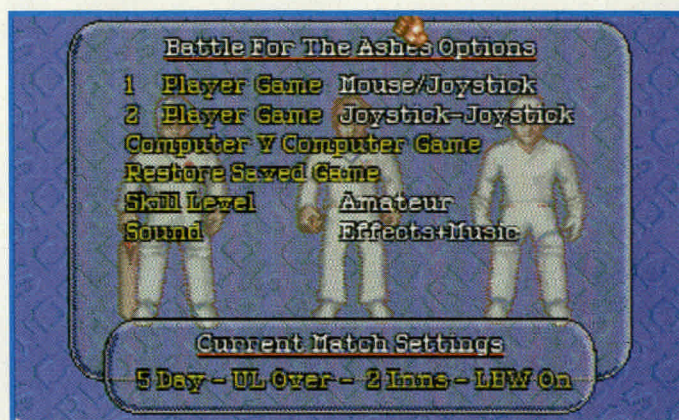 Battle For The Ashes Options
1 Player Game Mouse/Joystick
2 Player Game Joystick-Joystick
Computer V Computer Game
Restore Saved Game
Skill Level Amateur
Sound Effects+Music
Current Match Settings
5 Day - UL Over - 2 Inns - LBW On